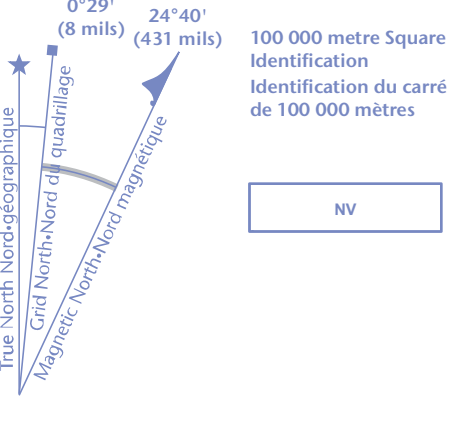 0°29'
(8 mils)
24°40'
(431 mils)
True North Nord•géographique
Grid North•Nord du quadrillage
Magnetic North•Nord magnétique
100 000 metre Square
Identification
Identification du carré
de 100 000 mètres
NV